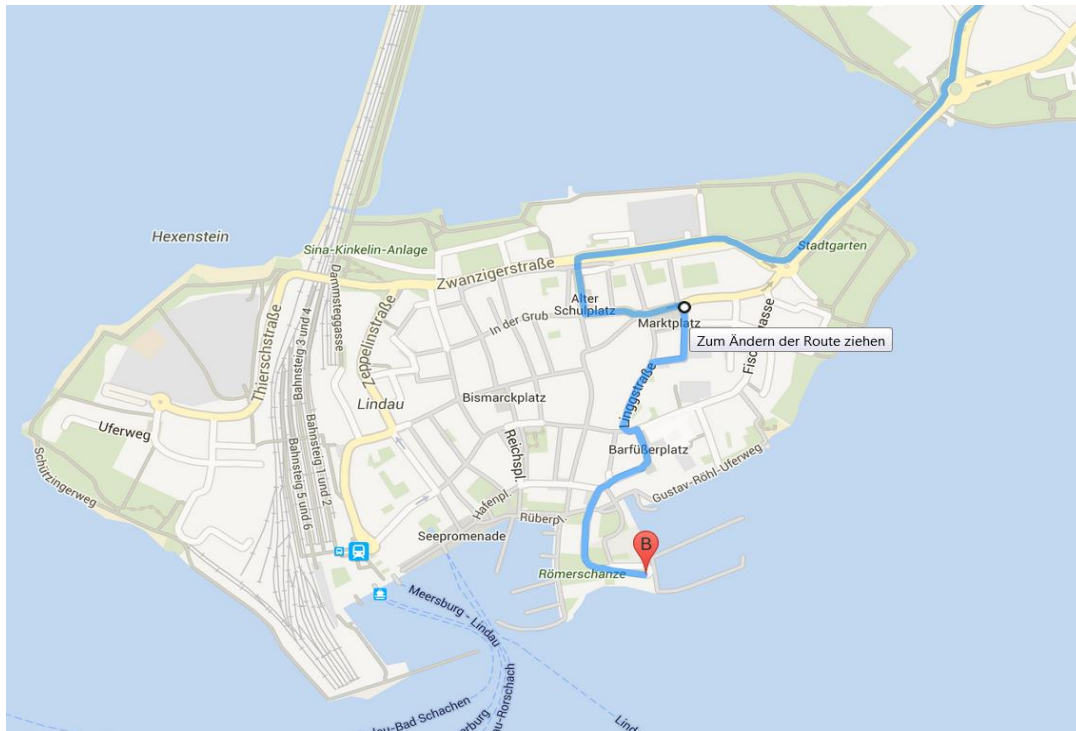 Hexenstein
Sina-Kinkelin-Anlage
Stadtgarten
Zwanzigerstraße
Dammsteggasse
Thierschstraße
Bahnsteig 3 und 4
Zeppelinstraße
In der Grub
Alter
Schulplatz
Marktplatz
Zum Ändern der Route ziehen
Lindau
Bismarckplatz
Linggstraße
Uferweg
Schützingerweg
Bahnsteig 5 und 6
Bahnsteig 1 und 2
Reichspl.
Barfüßerplatz
Gustav-Röhl-Uferweg
Hafenpl.
Seepromenade
B
Römerschanze
Meersburg - Lindau